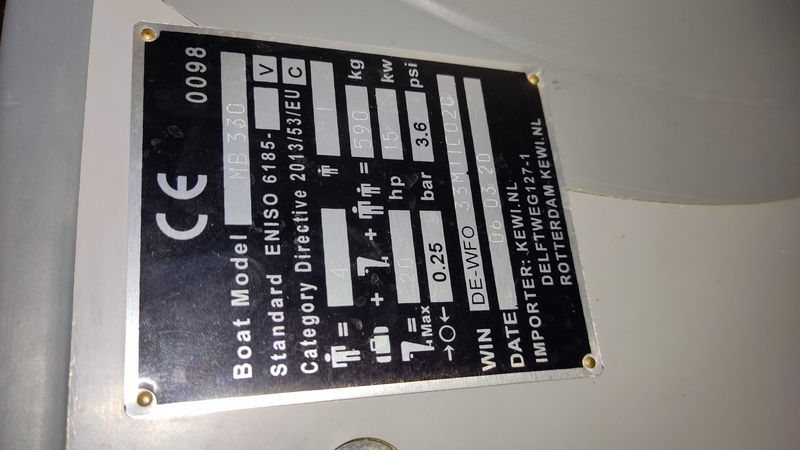 CE 0098
Boat Model MB 330
Standard ENISO 6185- V
Category Directive 2013/53/EU C
= 4 1
+ + = 590 kg
Max = 20 hp 15 kw
0.25 bar 3.6 psi
WIN DE-WFO
DATE 06 03 20
IMPORTER: KEWI.NL
DELFTWEG127-1
ROTTERDAM KEWI.NL